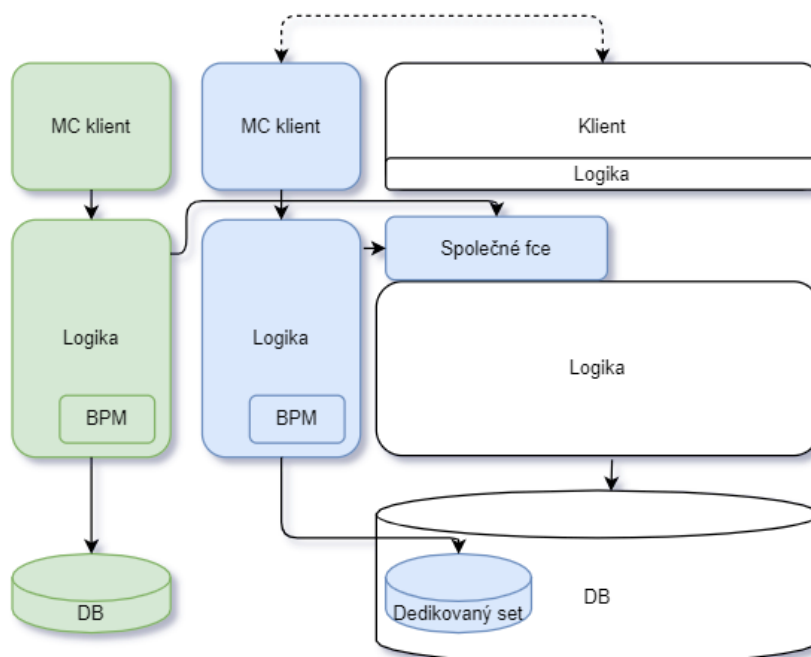 MC klient
MC klient
Klient
Logika
Společné fce
Logika
Logika
Logika
BPM
BPM
DB
Dedikovaný set
DB